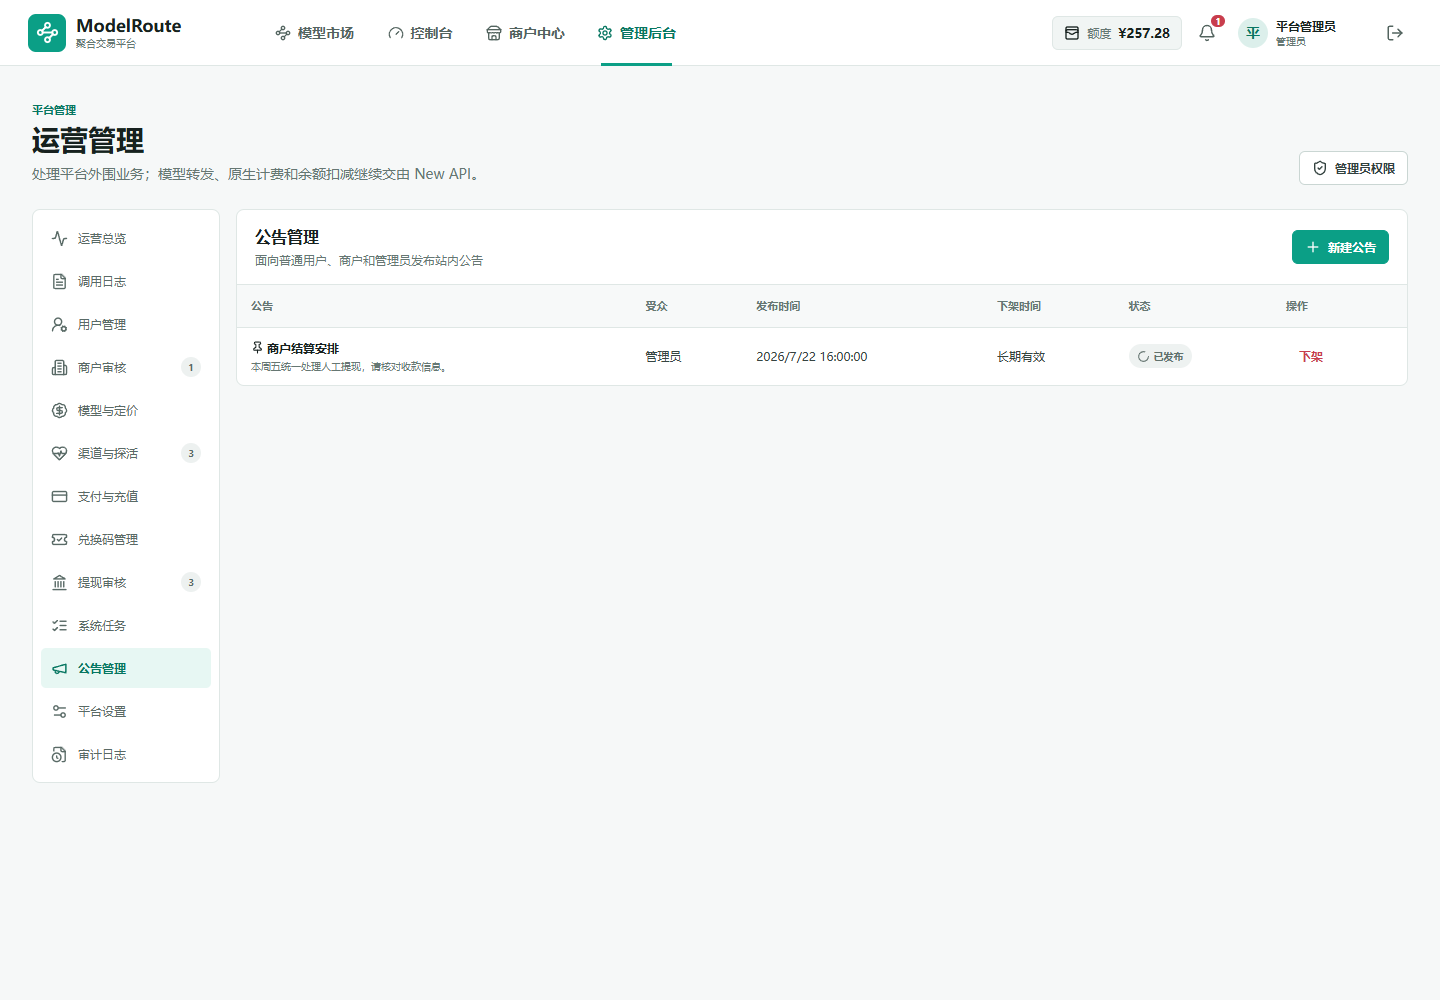 ModelRoute
聚合交易平台
模型市场
控制台
商户中心
管理后台
额度 ¥257.28
1
平
平台管理员
管理员
平台管理
运营管理
处理平台外围业务；模型转发、原生计费和余额扣减继续交由 New API。
管理员权限
运营总览
调用日志
用户管理
商户审核 1
模型与定价
渠道与探活 3
支付与充值
兑换码管理
提现审核 3
系统任务
公告管理
平台设置
审计日志
公告管理
面向普通用户、商户和管理员发布站内公告
新建公告
公告 受众 发布时间 下架时间 状态 操作
商户结算安排
本周五统一处理人工提现，请核对收款信息。
管理员 2026/7/22 16:00:00 长期有效 已发布 下架